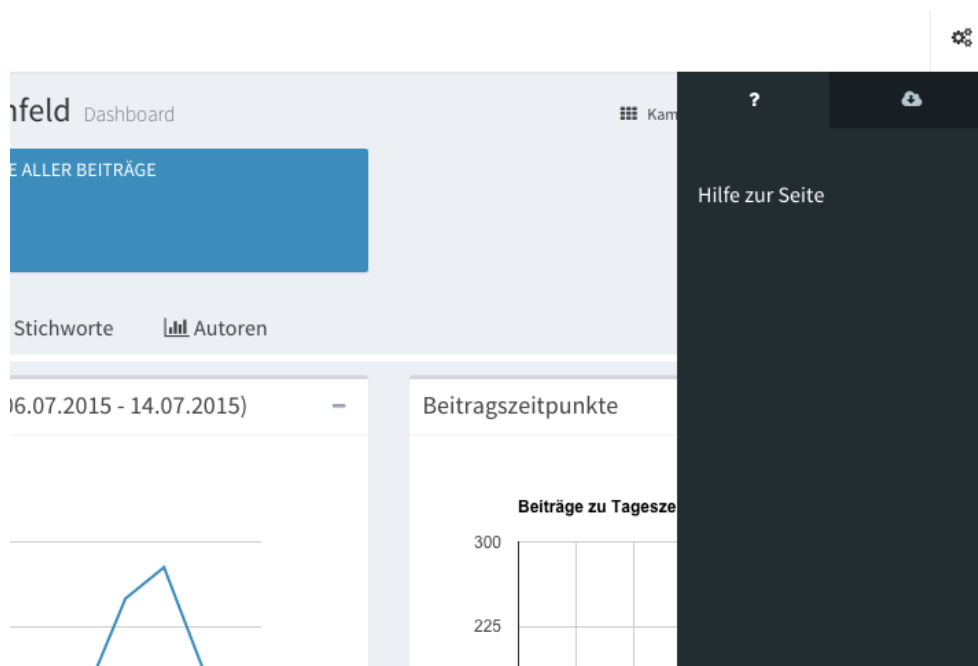 nfeld Dashboard
Kam
?
E ALLER BEITRÄGE
Hilfe zur Seite
Stichworte
Autoren
06.07.2015 - 14.07.2015)
Beitragszeitpunkte
Beiträge zu Tagesze
300
225